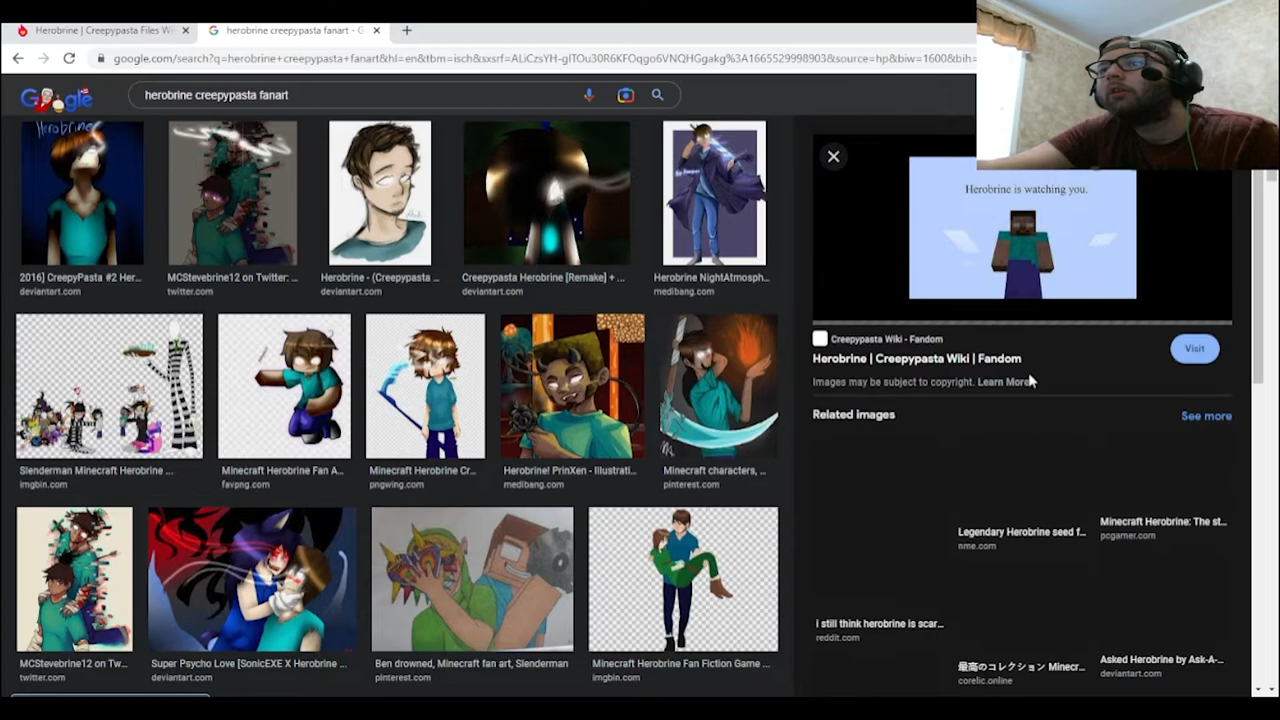 Herobrine | Creepypasta Files Wi
herobrine creepypasta fanart - G
google.com/search?q=herobrine+creepypasta+fanart&hl=en&tbm=isch&sxsrf=
Google
herobrine creepypasta fanart
Herobrine
Herobrine is watching you.
2016] CreepyPasta #2 Her...
deviantart.com
MCStevebrine12 on Twitter: ...
twitter.com
Herobrine - (Creepypasta ...
deviantart.com
Creepypasta Herobrine [Remake] + ...
deviantart.com
Herobrine NightAtmosph...
medibang.com
Creepypasta Wiki - Fandom
Herobrine | Creepypasta Wiki | Fandom
Visit
Images may be subject to copyright. Learn More
Related images
See more
Slenderman Minecraft Herobrine ...
imgbin.com
Minecraft Herobrine Fan A...
favpng.com
Minecraft Herobrine Cr...
pngwing.com
Herobrine! PrinXen - Illustrati...
medibang.com
Minecraft characters, ...
pinterest.com
Legendary Herobrine seed f...
nme.com
Minecraft Herobrine: The st...
pcgamer.com
i still think herobrine is scar...
reddit.com
最高のコレクション Minecr...
corelic.online
Asked Herobrine by Ask-A-...
deviantart.com
MCStevebrine12 on Tw...
twitter.com
Super Psycho Love [SonicEXE X Herobrine ...
deviantart.com
Ben drowned, Minecraft fan art, Slenderman
pinterest.com
Minecraft Herobrine Fan Fiction Game ...
imgbin.com